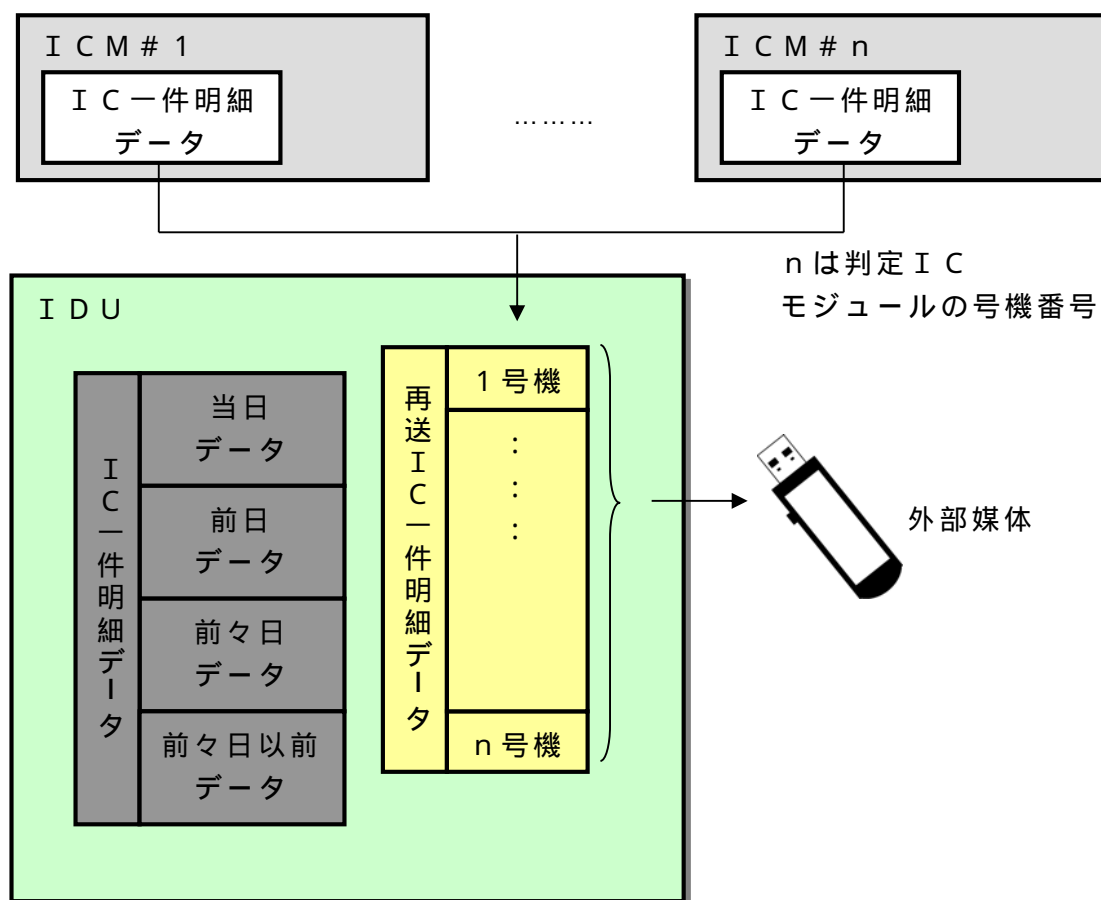 ＩＣＭ＃１
ＩＣ一件明細
データ
………
ＩＣＭ＃ｎ
ＩＣ一件明細
データ
ｎは判定ＩＣ
モジュールの号機番号
ＩＤＵ
ＩＣ一件明細データ
当日
データ
前日
データ
前々日
データ
前々日以前
データ
再送ＩＣ一件明細データ
１号機
：
：
：
ｎ号機
外部媒体